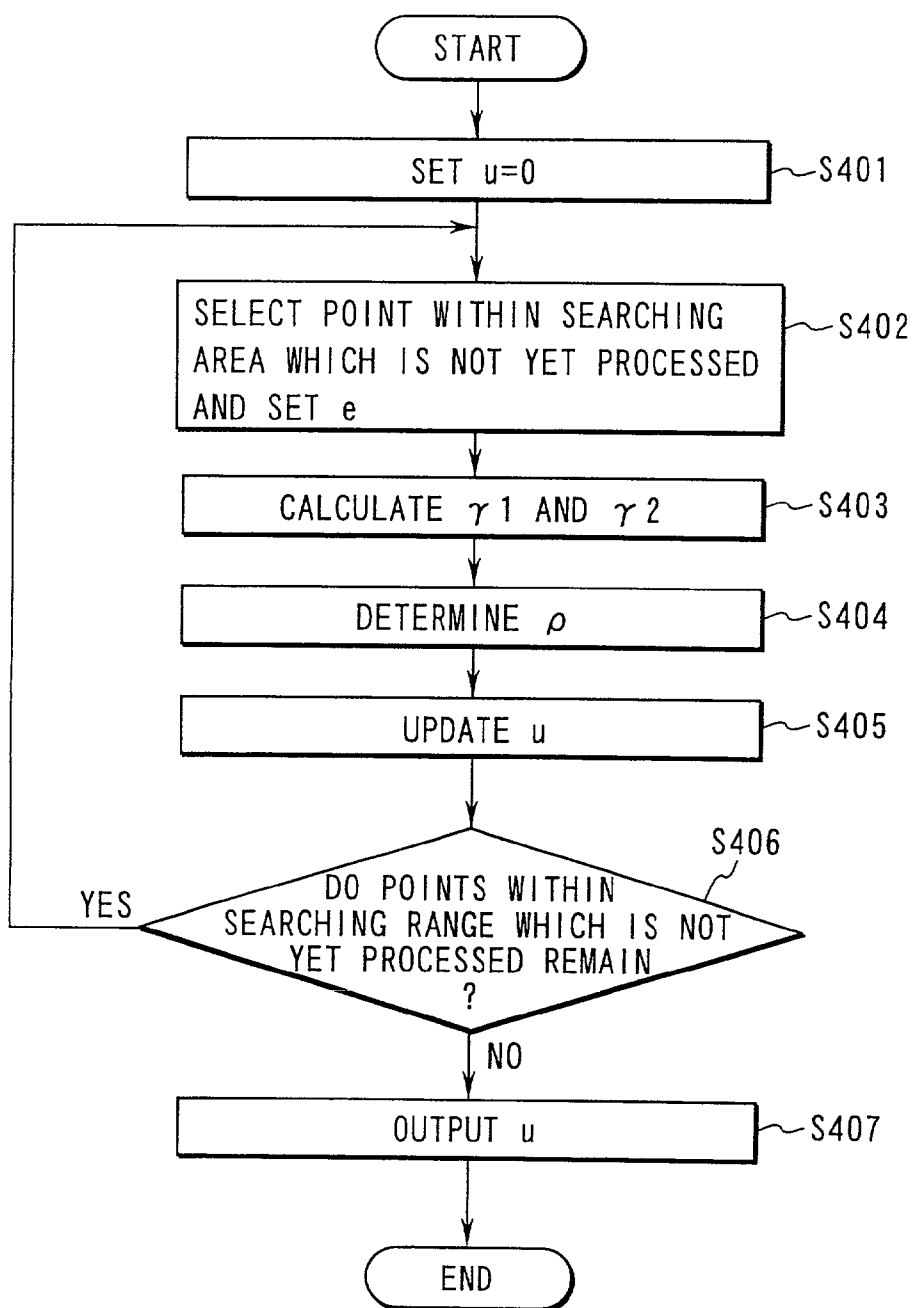 START
SET u=0
S401
SELECT POINT WITHIN SEARCHING
AREA WHICH IS NOT YET PROCESSED
AND SET e
S402
CALCULATE γ1 AND γ2
S403
DETERMINE ρ
S404
UPDATE u
S405
S406
DO POINTS WITHIN
SEARCHING RANGE WHICH IS NOT
YET PROCESSED REMAIN
?
YES
NO
OUTPUT u
S407
END